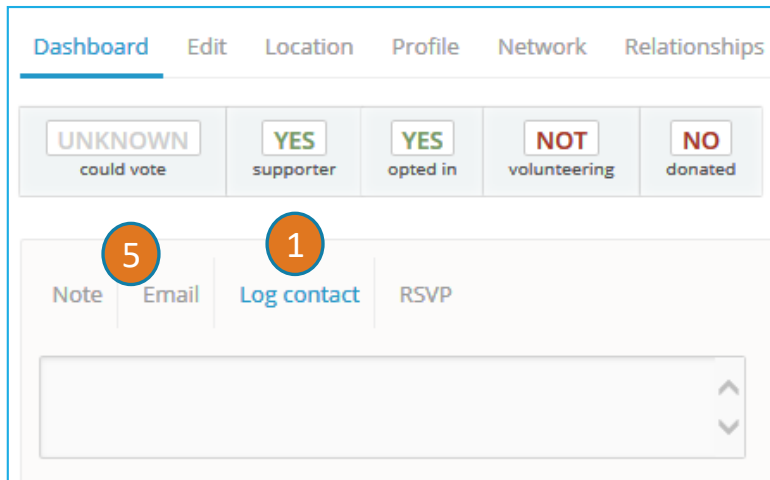 Dashboard Edit Location Profile Network Relationships
UNKNOWN YES YES NOT NO
could vote supporter opted in volunteering donated
5 1
Note Email Log contact RSVP